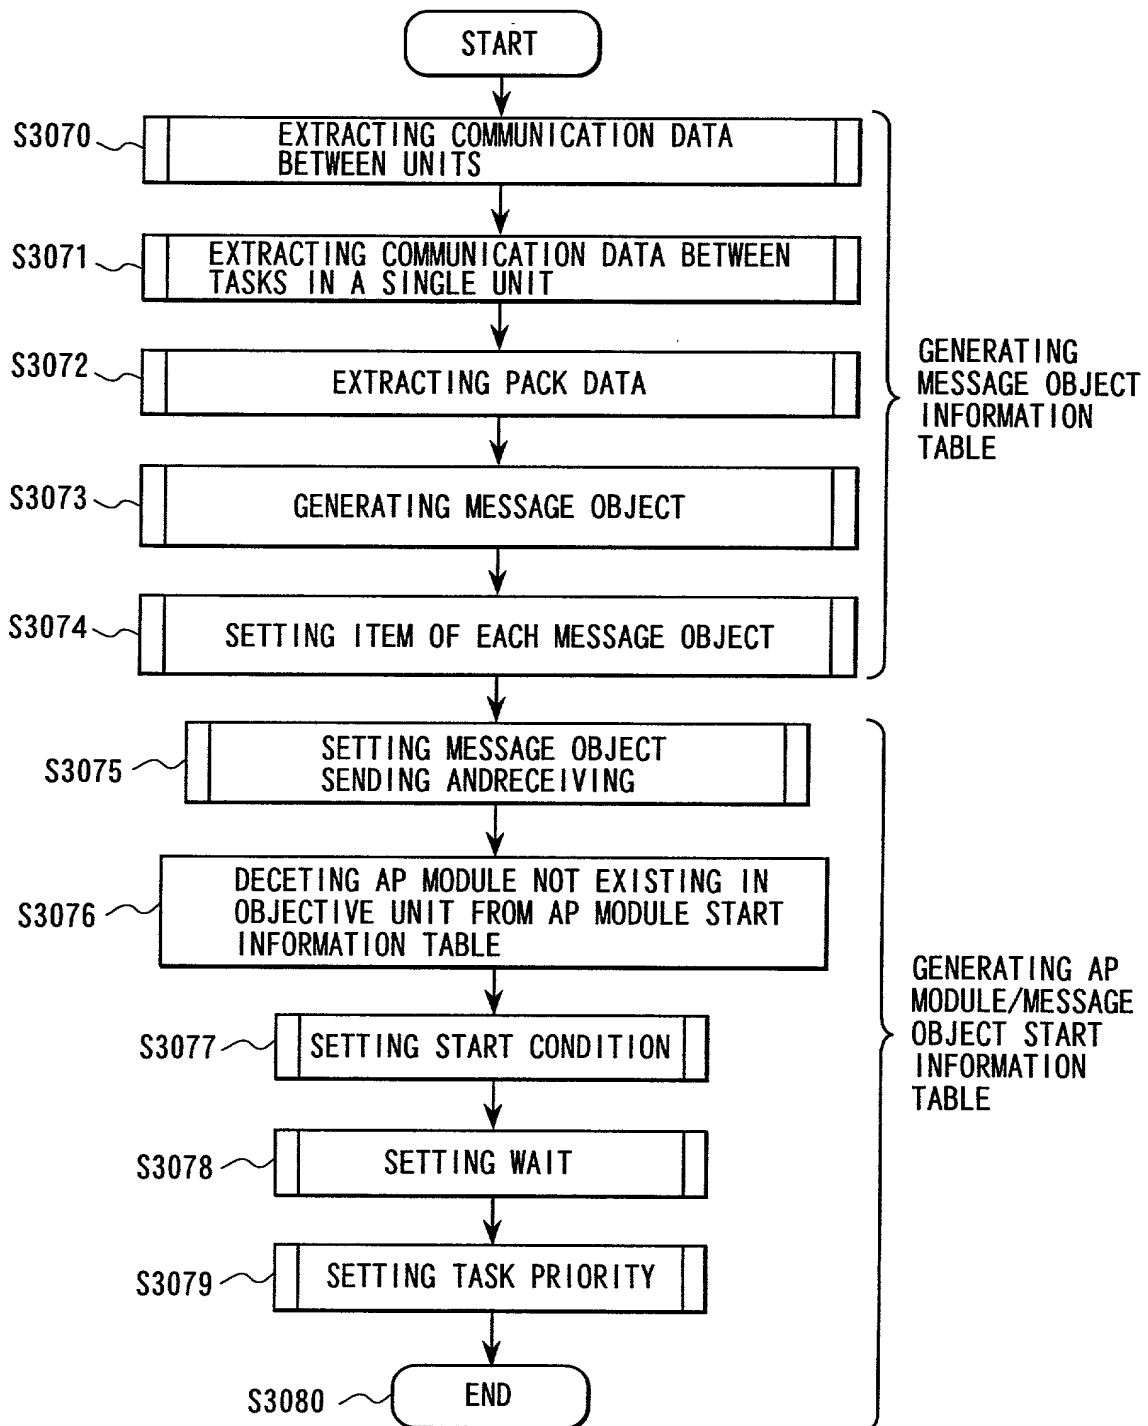 START
S3070
EXTRACTING COMMUNICATION DATA
BETWEEN UNITS
S3071
EXTRACTING COMMUNICATION DATA BETWEEN
TASKS IN A SINGLE UNIT
S3072
EXTRACTING PACK DATA
S3073
GENERATING MESSAGE OBJECT
S3074
SETTING ITEM OF EACH MESSAGE OBJECT
GENERATING
MESSAGE OBJECT
INFORMATION
TABLE
S3075
SETTING MESSAGE OBJECT
SENDING ANDRECEIVING
S3076
DECETING AP MODULE NOT EXISTING IN
OBJECTIVE UNIT FROM AP MODULE START
INFORMATION TABLE
S3077
SETTING START CONDITION
S3078
SETTING WAIT
S3079
SETTING TASK PRIORITY
S3080
END
GENERATING AP
MODULE/MESSAGE
OBJECT START
INFORMATION
TABLE